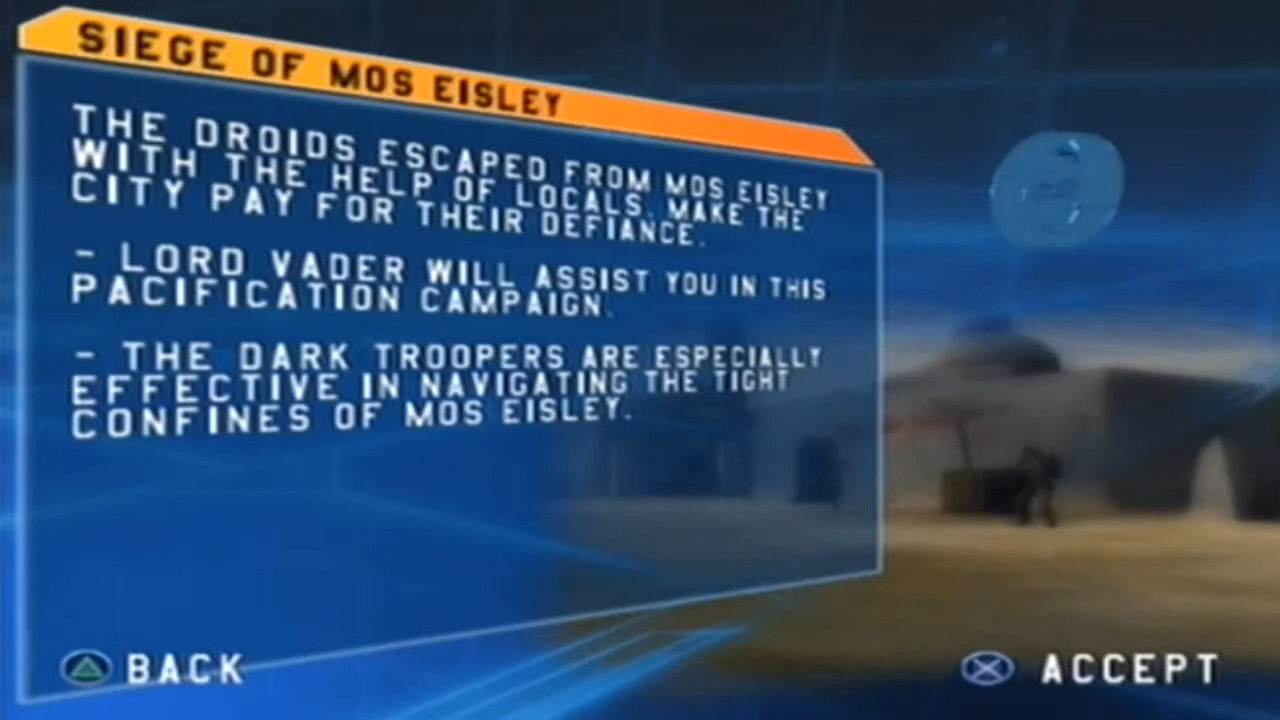 SIEGE OF MOS EISLEY
THE DROIDS ESCAPED FROM MOS EISLEY
WITH THE HELP OF LOCALS. MAKE THE
CITY PAY FOR THEIR DEFIANCE.
- LORD VADER WILL ASSIST YOU IN THIS
PACIFICATION CAMPAIGN.
- THE DARK TROOPERS ARE ESPECIALLY
EFFECTIVE IN NAVIGATING THE TIGHT
CONFINES OF MOS EISLEY.
BACK
ACCEPT